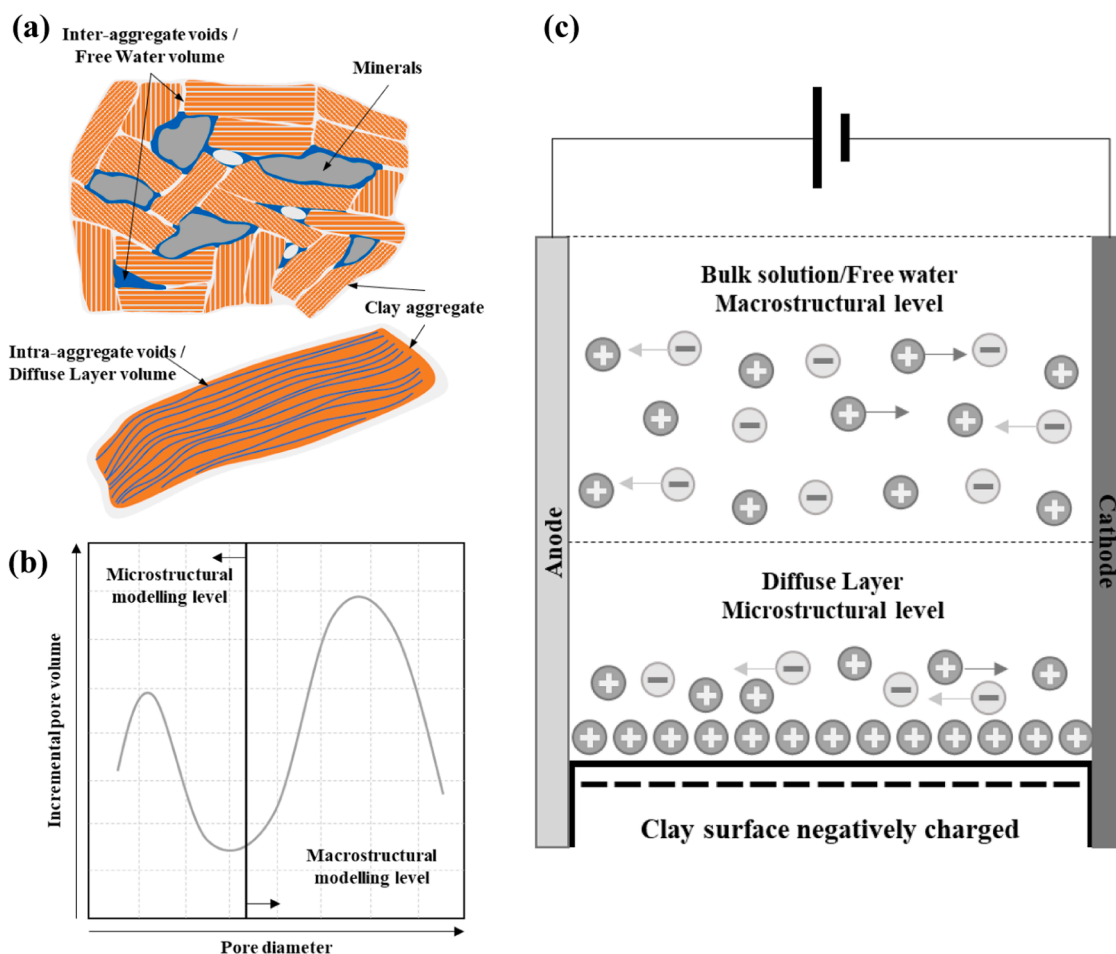 (a)
Inter-aggregate voids /
Free Water volume
Minerals
Clay aggregate
Intra-aggregate voids /
Diffuse Layer volume
(b)
Microstructural
modelling level
Macrostructural
modelling level
Incremental pore volume
Pore diameter
(c)
Bulk solution/Free water
Macrostructural level
Anode
Cathode
Diffuse Layer
Microstructural level
Clay surface negatively charged